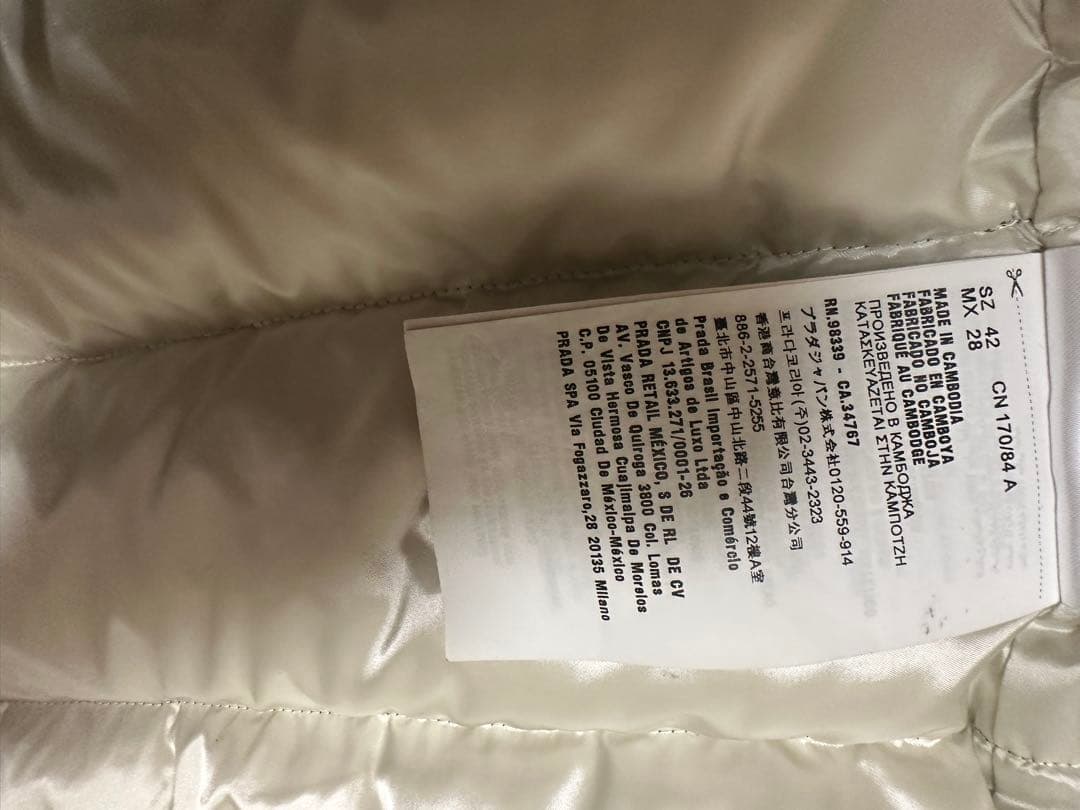 SZ 42 CN 170/84 A
MX 28
MADE IN CAMBODIA
FABRICADO EN CAMBOYA
FABRICADO NO CAMBOJA
FABRIQUÉ AU CAMBODGE
ПРОИЗВЕДЕНО В КАМБОДЖА
ΚΑΤΑΣΚΕΥΑΖΕΤΑΙ ΣΤΗΝ ΚΑΜΠΟΤΖΗ
RN.98339 - CA.34767
プラダジャパン株式会社0120-559-914
프라다코리아(주)02-3443-2323
香港商台灣普比有限公司台灣分公司
886-2-2571-5255
臺北市中山區中山北路二段44號12樓A室
Prada Brasil Importação e Comércio
de Artigos de Luxo Ltda
CNPJ 13.633.271/0001-26
PRADA RETAIL MÉXICO, S DE RL DE CV
AV. Vasco De Quiroga 3800 Col. Lomas
De Vista Hermosa Cuajimalpa De Morelos
C.P. 05100 Ciudad De México-México
PRADA SPA Via Fogazzaro,28 20135 Milano